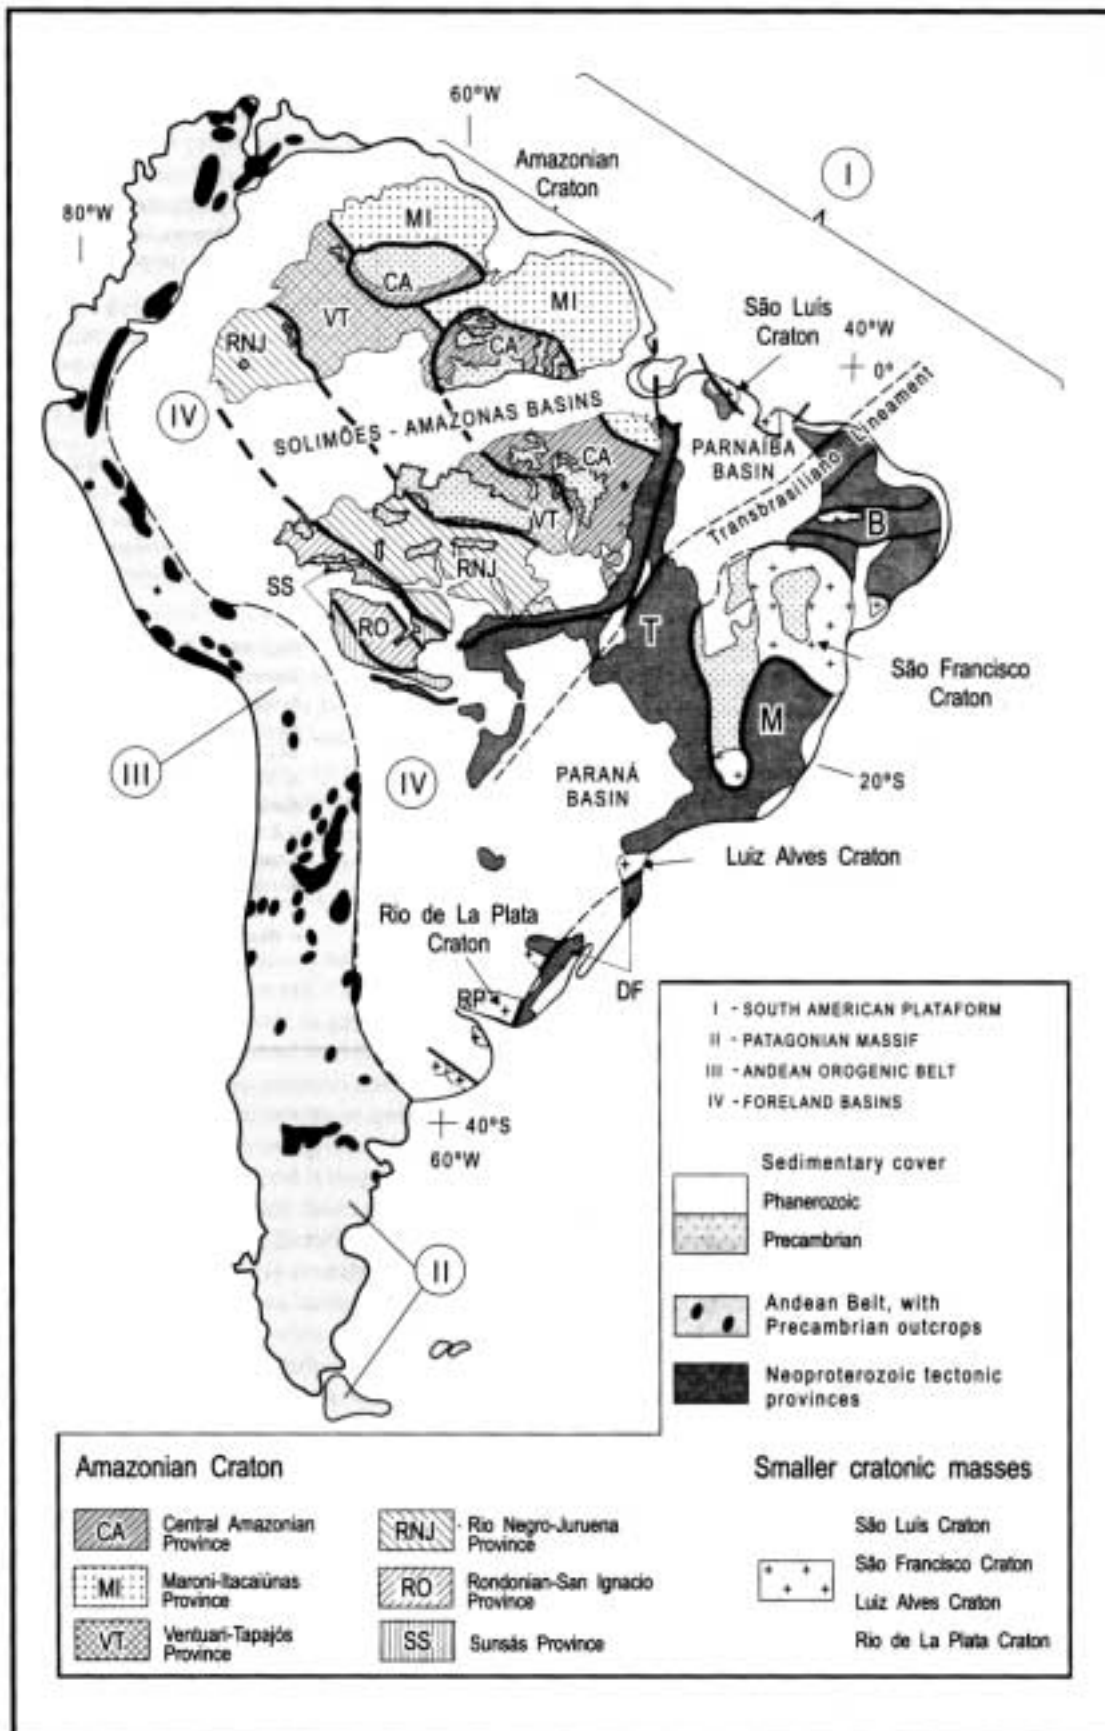 60°W
I
Amazonian
Craton
80°W
MI
CA
MI
São Luís
Craton
VT
40°W
RNJ
CA
0°
IV
SOLIMÕES - AMAZONAS BASINS
PARNAÍBA
BASIN
Transbrasiliano Lineament
CA
B
VT
SS
RNJ
RO
T
São Francisco
Craton
M
III
IV
PARANÁ
BASIN
20°S
Luiz Alves Craton
Rio de La Plata
Craton
RP
DF
I - SOUTH AMERICAN PLATAFORM
II - PATAGONIAN MASSIF
III - ANDEAN OROGENIC BELT
IV - FORELAND BASINS
40°S
60°W
Sedimentary cover
Phanerozoic
Precambrian
II
Andean Belt, with
Precambrian outcrops
Neoproterozoic tectonic
provinces
Amazonian Craton
CA Central Amazonian
Province
MI Maroni-Itacaiúnas
Province
VT Ventuari-Tapajós
Province
RNJ Rio Negro-Juruena
Province
RO Rondonian-San Ignacio
Province
SS Sunsás Province
Smaller cratonic masses
São Luís Craton
São Francisco Craton
Luiz Alves Craton
Rio de La Plata Craton